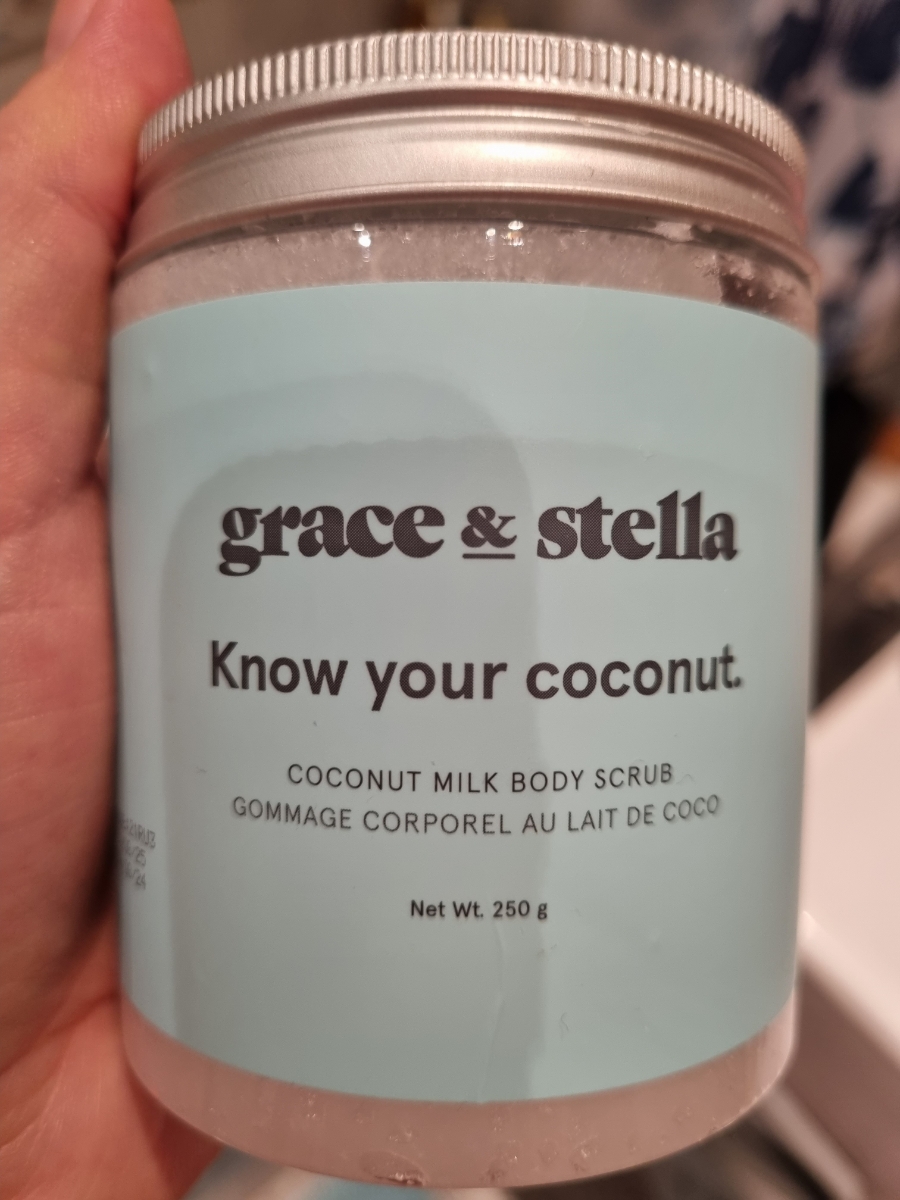 grace & stella
Know your coconut.
COCONUT MILK BODY SCRUB
GOMMAGE CORPOREL AU LAIT DE COCO
Net Wt. 250 g